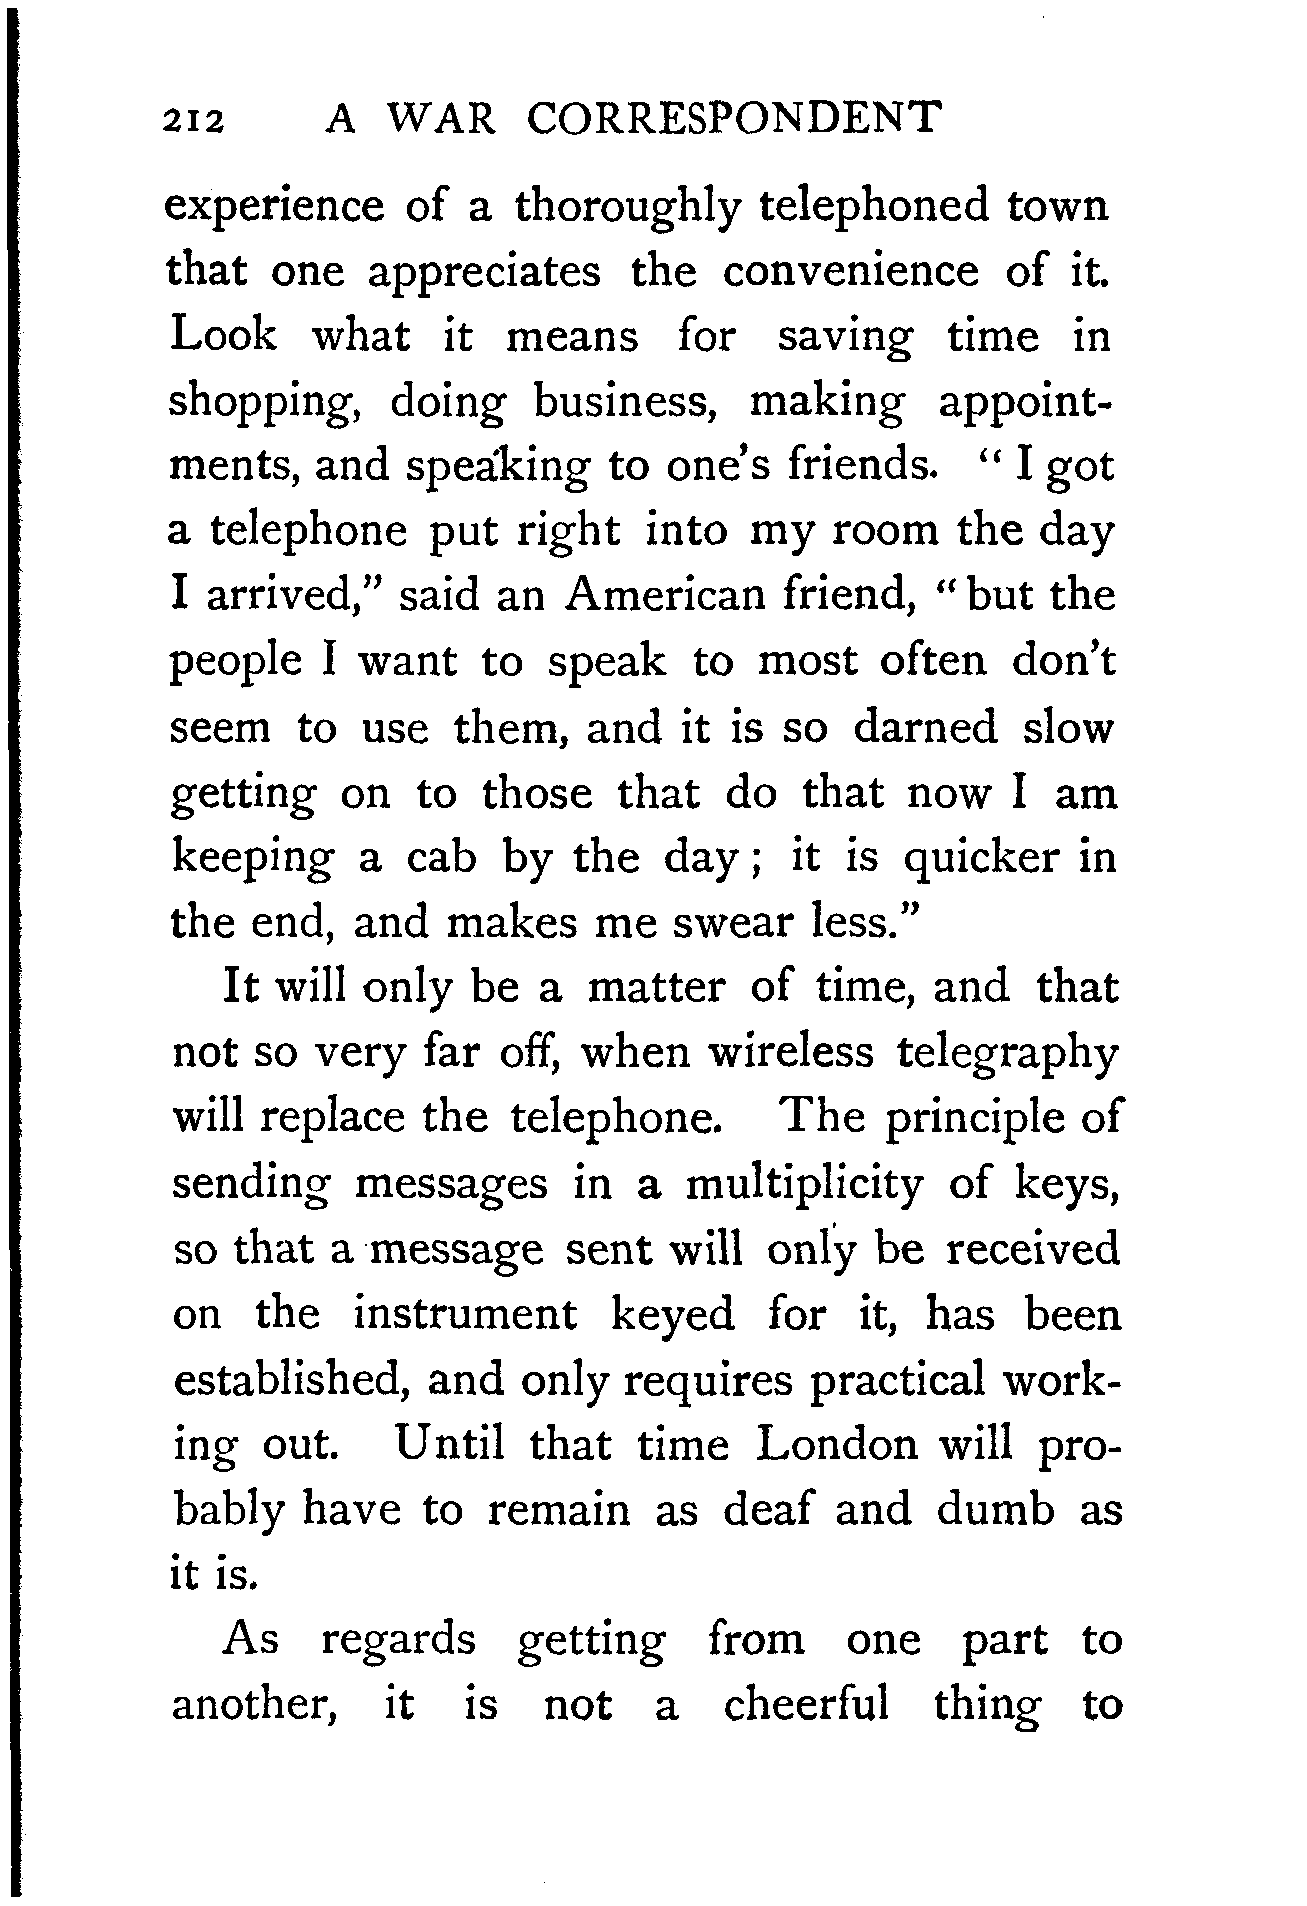 212 A WAR CORRESPONDENT
experience of a thoroughly telephoned town
that one appreciates the convenience of it.
Look what it means for saving time in
shopping, doing business, making appoint-
ments, and speaking to one's friends. "I got
a telephone put right into my room the day
I arrived," said an American friend, "but the
people I want to speak to most often don't
seem to use them, and it is so darned slow
getting on to those that do that now I am
keeping a cab by the day; it is quicker in
the end, and makes me swear less."
It will only be a matter of time, and that
not so very far off, when wireless telegraphy
will replace the telephone. The principle of
sending messages in a multiplicity of keys,
so that a message sent will only be received
on the instrument keyed for it, has been
established, and only requires practical work-
ing out. Until that time London will pro-
bably have to remain as deaf and dumb as
it is.
As regards getting from one part to
another, it is not a cheerful thing to